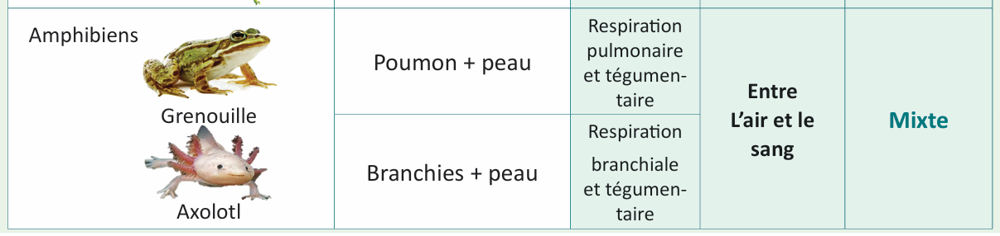 Amphibiens
Grenouille
Axolotl
Poumon + peau
Branchies + peau
Respiration
pulmonaire
et tégumen-
taire
Respiration
branchiale
et tégumen-
taire
Entre
L’air et le
sang
Mixte